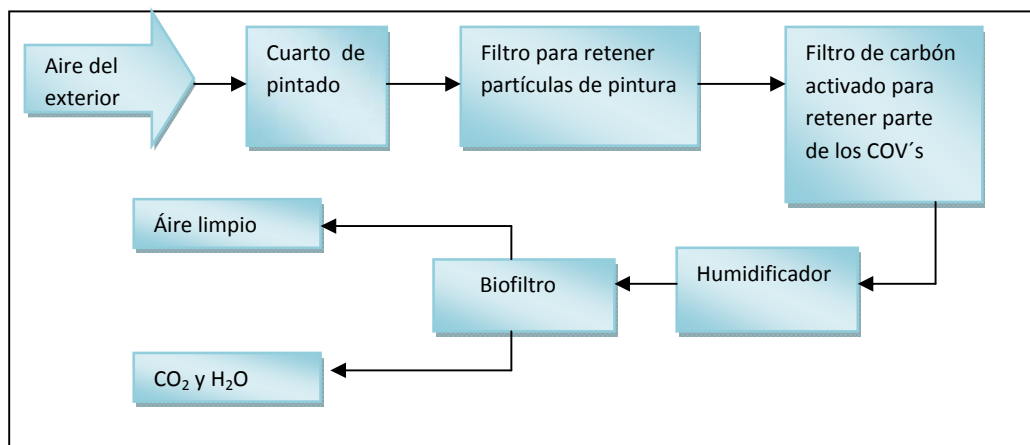 Aire del
exterior
Cuarto de
pintado
Filtro para retener
partículas de pintura
Filtro de carbón
activado para
retener parte
de los COV´s
Humidificador
Biofiltro
Áire limpio
CO₂ y H₂O